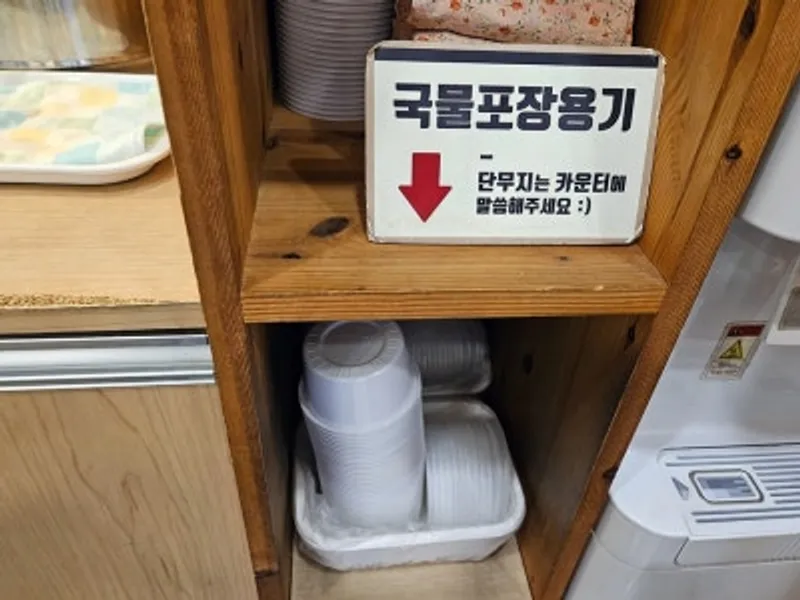 국물포장용기
단무지는 카운터에
말씀해주세요 :)